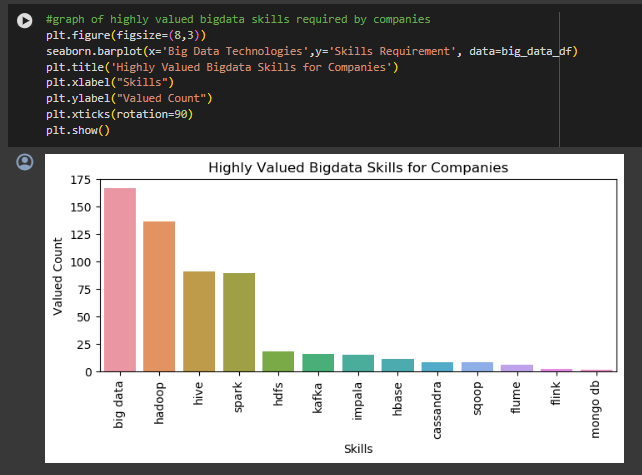 #graph of highly valued bigdata skills required by companies
plt.figure(figsize=(8,3))
seaborn.barplot(x='Big Data Technologies',y='Skills Requirement', data=big_data_df)
plt.title('Highly Valued Bigdata Skills for Companies')
plt.xlabel("Skills")
plt.ylabel("Valued Count")
plt.xticks(rotation=90)
plt.show()
Highly Valued Bigdata Skills for Companies
Valued Count
175
150
125
100
75
50
25
0
big data
hadoop
hive
spark
hdfs
kafka
impala
hbase
cassandra
sqoop
flume
flink
mongo db
Skills